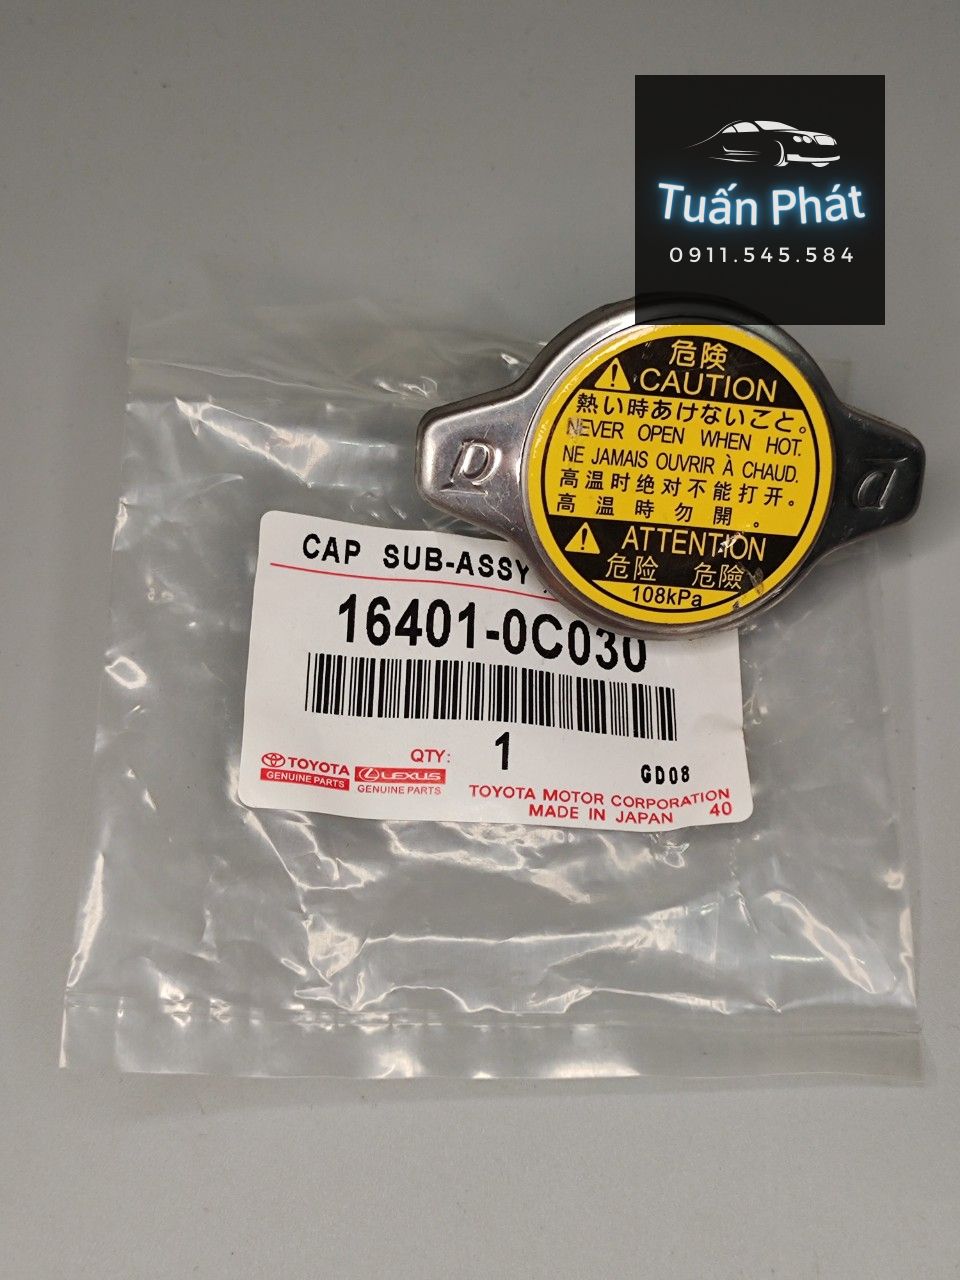 Tuấn Phát
0911.545.584
危険
CAUTION
熱い時あけないこと。
NEVER OPEN WHEN HOT.
NE JAMAIS OUVRIR À CHAUD.
高温时绝对不能打开。
高温時勿開。
ATTENTION
危险 危險
108kPa
D
D
CAP SUB-ASSY
16401-0C030
QTY: 1
GD08
TOYOTA
GENUINE PARTS
LEXUS
GENUINE PARTS
TOYOTA MOTOR CORPORATION
MADE IN JAPAN 40